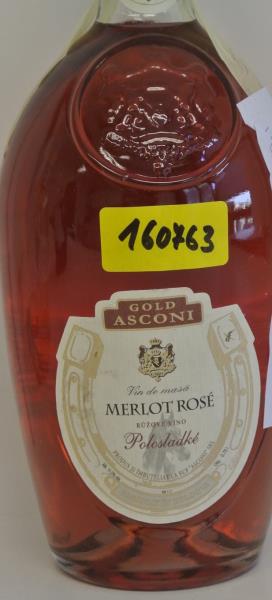 160763
GOLD
ASCONI
Vin de masă
MERLOT ROSÉ
RŮŽOVÉ VÍNO
Polosladké